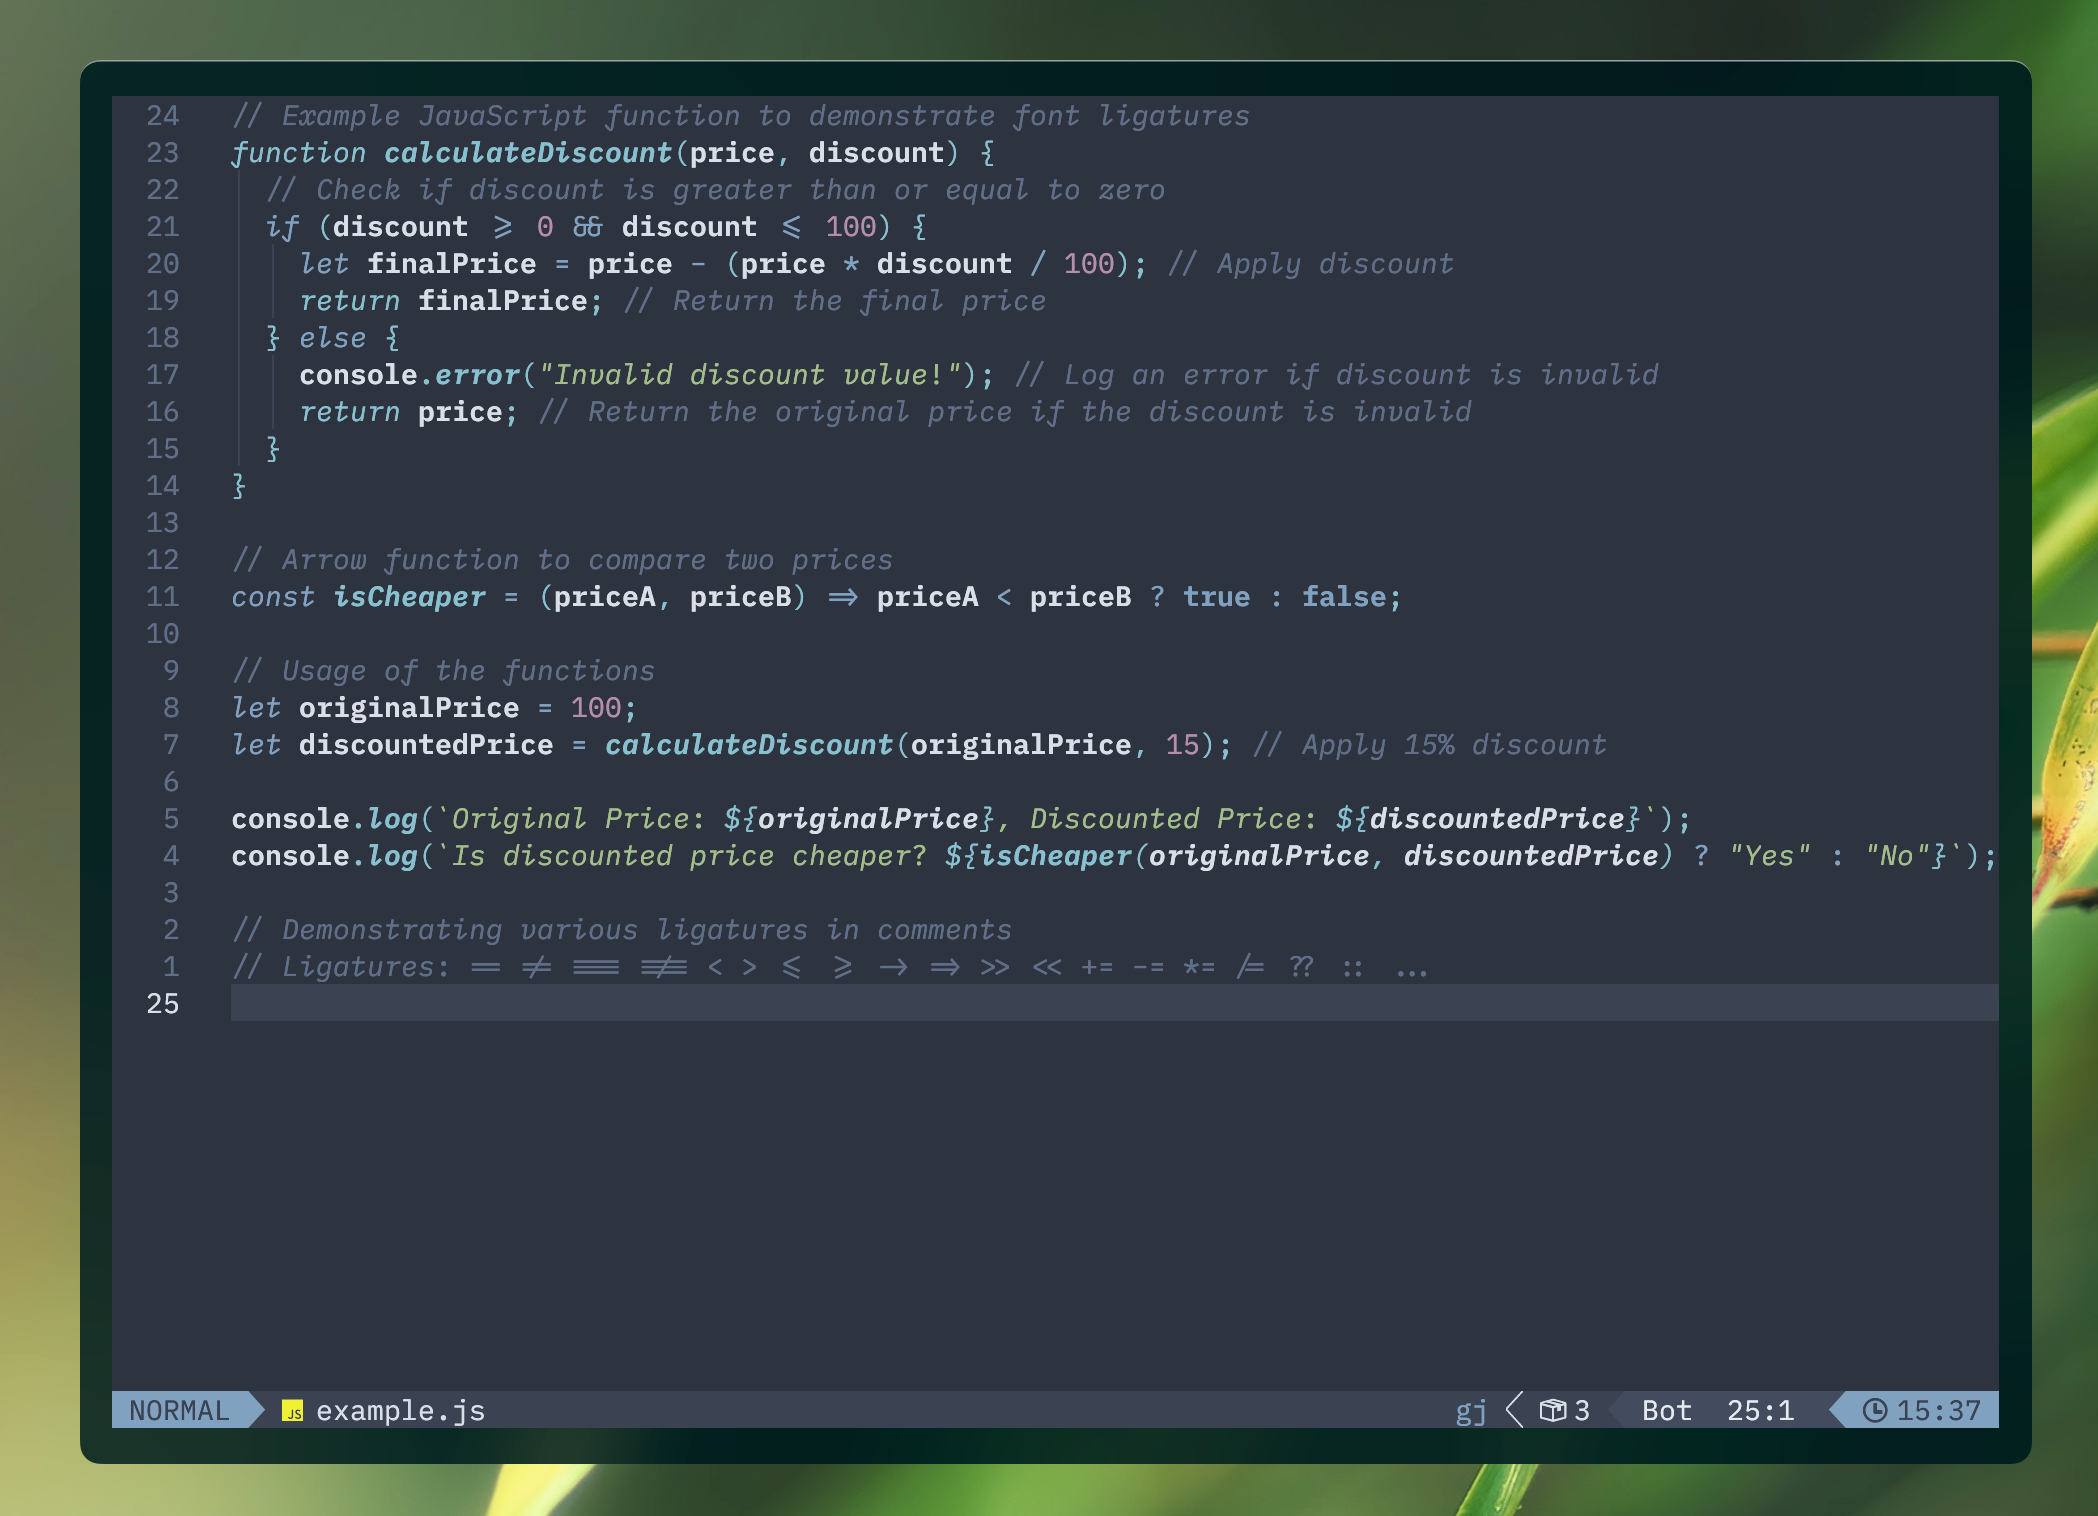 24 // Example JavaScript function to demonstrate font ligatures
23 function calculateDiscount(price, discount) {
22   // Check if discount is greater than or equal to zero
21   if (discount >= 0 && discount <= 100) {
20     let finalPrice = price - (price * discount / 100); // Apply discount
19     return finalPrice; // Return the final price
18   } else {
17     console.error("Invalid discount value!"); // Log an error if discount is invalid
16     return price; // Return the original price if the discount is invalid
15   }
14 }
13
12 // Arrow function to compare two prices
11 const isCheaper = (priceA, priceB) => priceA < priceB ? true : false;
10
9 // Usage of the functions
8 let originalPrice = 100;
7 let discountedPrice = calculateDiscount(originalPrice, 15); // Apply 15% discount
6
5 console.log(`Original Price: ${originalPrice}, Discounted Price: ${discountedPrice}`);
4 console.log(`Is discounted price cheaper? ${isCheaper(originalPrice, discountedPrice) ? "Yes" : "No"}`);
3
2 // Demonstrating various ligatures in comments
1 // Ligatures: == != === !== < > <= >= -> => >> << += -= *= /= ?? :: ...
25
NORMAL JS example.js gj 3 Bot 25:1 15:37